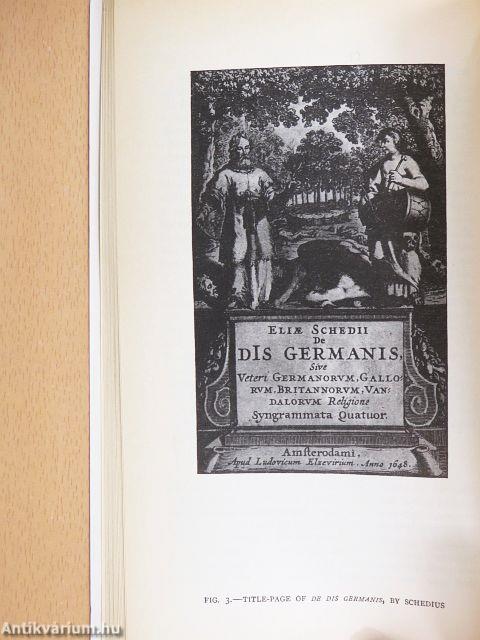 ELIÆ SCHEDII
De
DIS GERMANIS,
Sive
Veteri GERMANORVM, GALLO-
RVM, BRITANNORVM, VAN-
DALORVM Religione
Syngrammata Quatuor.
Amsterodami,
Apud Ludovicum Elzevirium. Anno 1648.
FIG. 3.—TITLE-PAGE OF DE DIS GERMANIS, BY SCHEDIUS
Antikvárium.hu